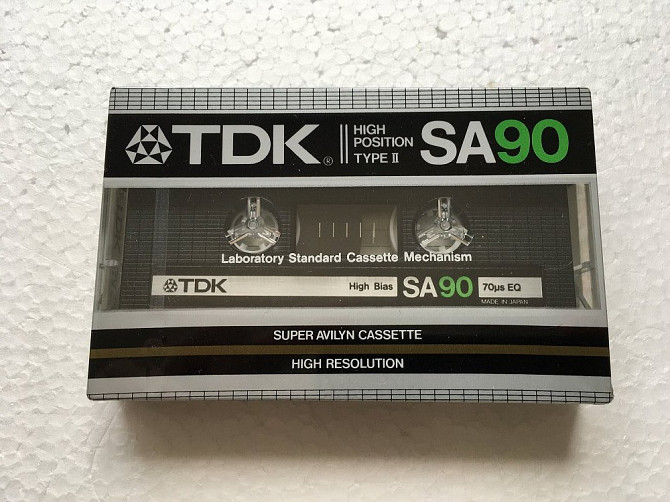 TDK® HIGH POSITION TYPE II SA90
Laboratory Standard Cassette Mechanism
TDK High Bias SA90 70µs EQ
MADE IN JAPAN
SUPER AVILYN CASSETTE
HIGH RESOLUTION